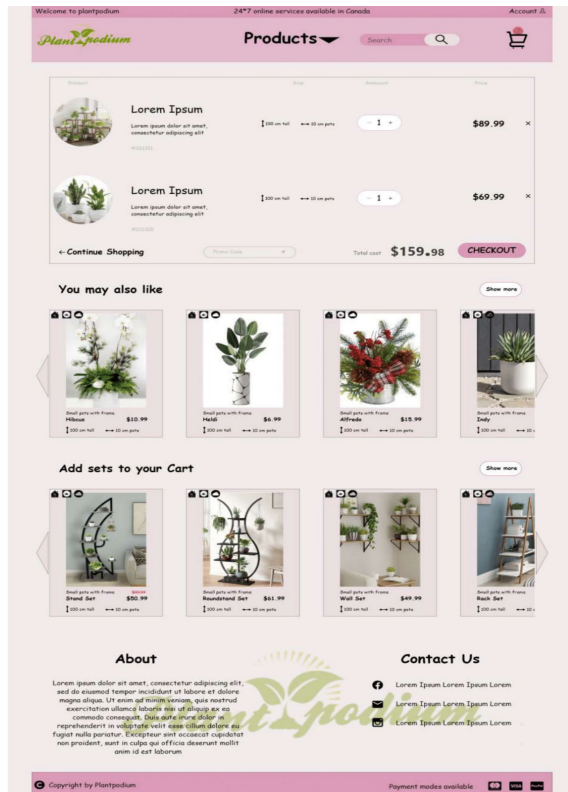 Welcome to plantpodium
24*7 online services available in Canada
Account
Plant podium
Products
Search
Product
Size
Amount
Price
Lorem Ipsum
Lorem ipsum dolor sit amet,
consectetur adipiscing elit
100 cm tall
10 cm pots
- 1 +
$89.99
×
Lorem Ipsum
Lorem ipsum dolor sit amet,
consectetur adipiscing elit
100 cm tall
10 cm pots
- 1 +
$69.99
×
←Continue Shopping
Promo Code
Total cost
$159.98
CHECKOUT
You may also like
Show more
Small pots with frame
Hibcus
$10.99
100 cm tall
10 cm pots
Small pots with frame
Heldi
$6.99
100 cm tall
10 cm pots
Small pots with frame
Alfredo
$15.99
100 cm tall
10 cm pots
Small pots with frame
Indy
100 cm tall
10 c
Add sets to your Cart
Show more
Small pots with frame
Stand Set
$50.99
100 cm tall
10 cm pots
Small pots with frame
Roundstand Set
$61.99
100 cm tall
10 cm pots
Small pots with frame
Wall Set
$49.99
100 cm tall
10 cm pots
Small pots with frame
Rack Set
100 cm tall
10 c
About
Lorem ipsum dolor sit amet, consectetur adipiscing elit,
sed do eiusmod tempor incididunt ut labore et dolore
magna aliqua. Ut enim ad minim veniam, quis nostrud
exercitation ullamco laboris nisi ut aliquip ex ea
commodo consequat. Duis aute irure dolor in
reprehenderit in voluptate velit esse cillum dolore eu
fugiat nulla pariatur. Excepteur sint occaecat cupidatat
non proident, sunt in culpa qui officia deserunt mollit
anim id est laborum
Plant podium
Contact Us
Lorem Ipsum Lorem Ipsum Lorem
Lorem Ipsum Lorem Ipsum Lorem
Lorem Ipsum Lorem Ipsum Lorem
Copyright by Plantpodium
Payment modes available
VISA
PayPal